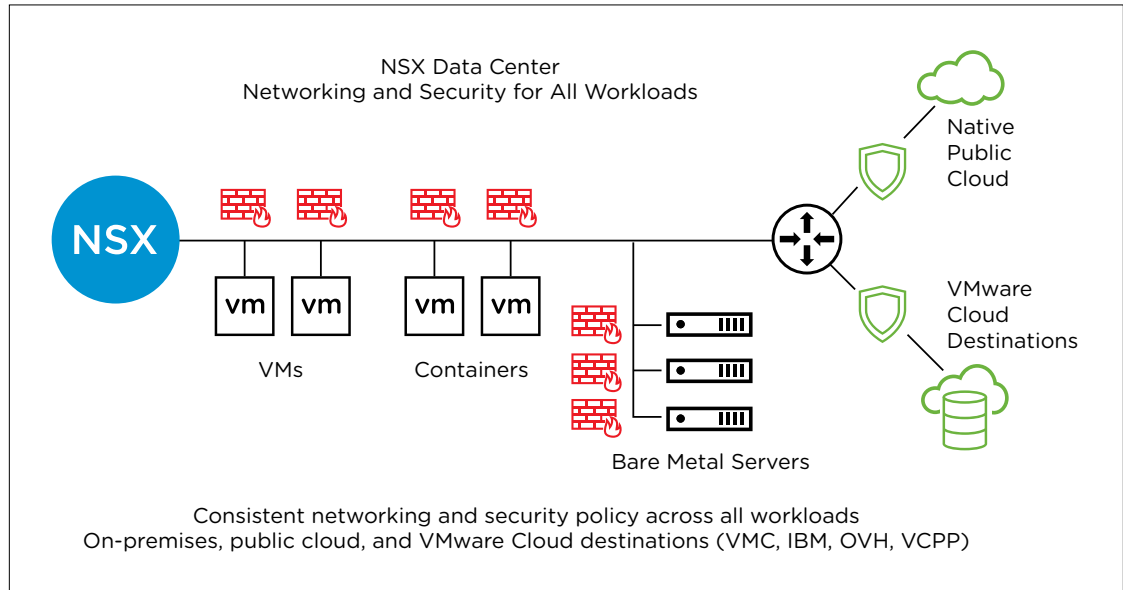 NSX Data Center
Networking and Security for All Workloads
Native
Public
Cloud
NSX
vm
vm
vm
vm
VMs
Containers
VMware
Cloud
Destinations
Bare Metal Servers
Consistent networking and security policy across all workloads
On-premises, public cloud, and VMware Cloud destinations (VMC, IBM, OVH, VCPP)